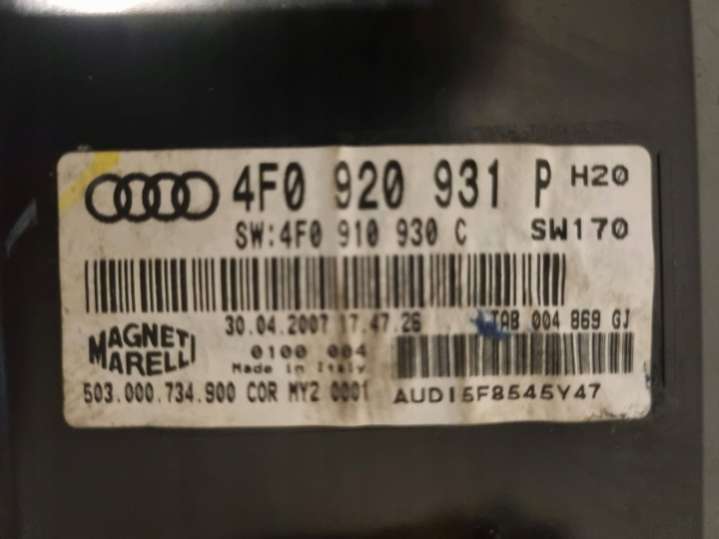 4F0 920 931 P H20
SW:4F0 910 930 C SW170
30.04.2007 17.47.26 TAB 004 869 GJ
MAGNETI
MARELLI
0100 004
Made in Italy
503.000.734.900 COR MY2 0001
AUDI5F8545Y47